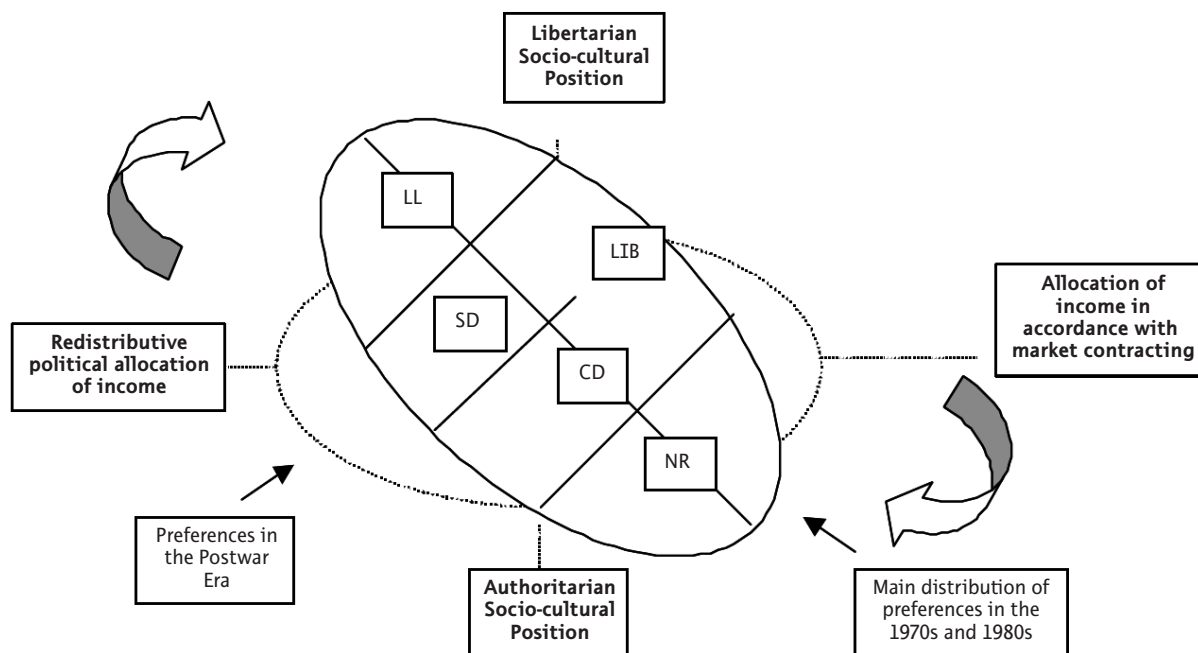 Libertarian
Socio-cultural
Position
LL
LIB
SD
CD
NR
Redistributive
political allocation
of income
Allocation of
income in
accordance with
market contracting
Preferences in
the Postwar
Era
Authoritarian
Socio-cultural
Position
Main distribution of
preferences in the
1970s and 1980s